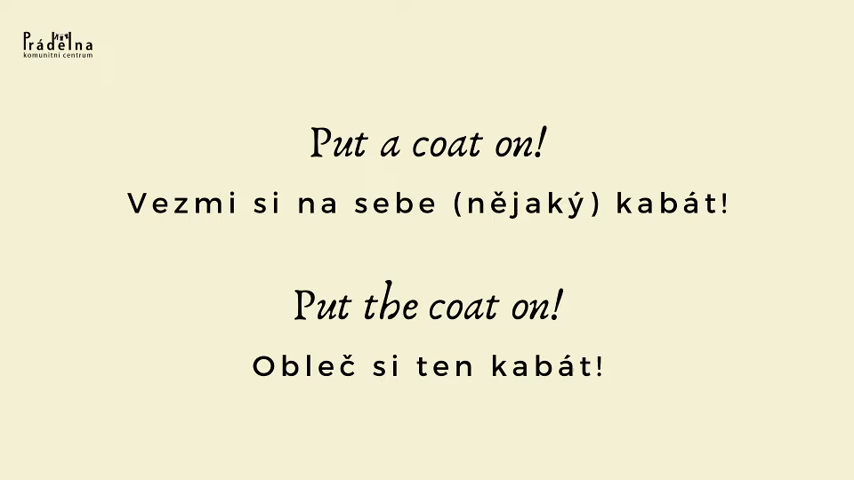 Prádelna
komunitní centrum
Put a coat on!
Vezmi si na sebe (nějaký) kabát!
Put the coat on!
Obleč si ten kabát!